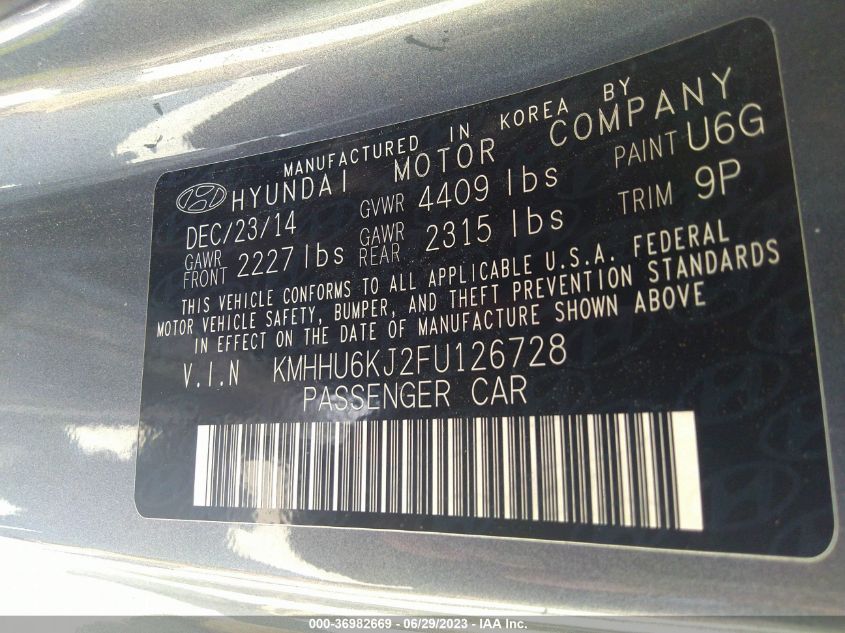 MANUFACTURED IN KOREA BY
HYUNDAI MOTOR COMPANY
DEC/23/14 GVWR 4409 lbs PAINT U6G
GAWR FRONT 2227 lbs GAWR REAR 2315 lbs TRIM 9P
THIS VEHICLE CONFORMS TO ALL APPLICABLE U.S.A. FEDERAL
MOTOR VEHICLE SAFETY, BUMPER, AND THEFT PREVENTION STANDARDS
IN EFFECT ON THE DATE OF MANUFACTURE SHOWN ABOVE
V.I.N KMHHU6KJ2FU126728
PASSENGER CAR
000-36982669 - 06/29/2023 - IAA Inc.